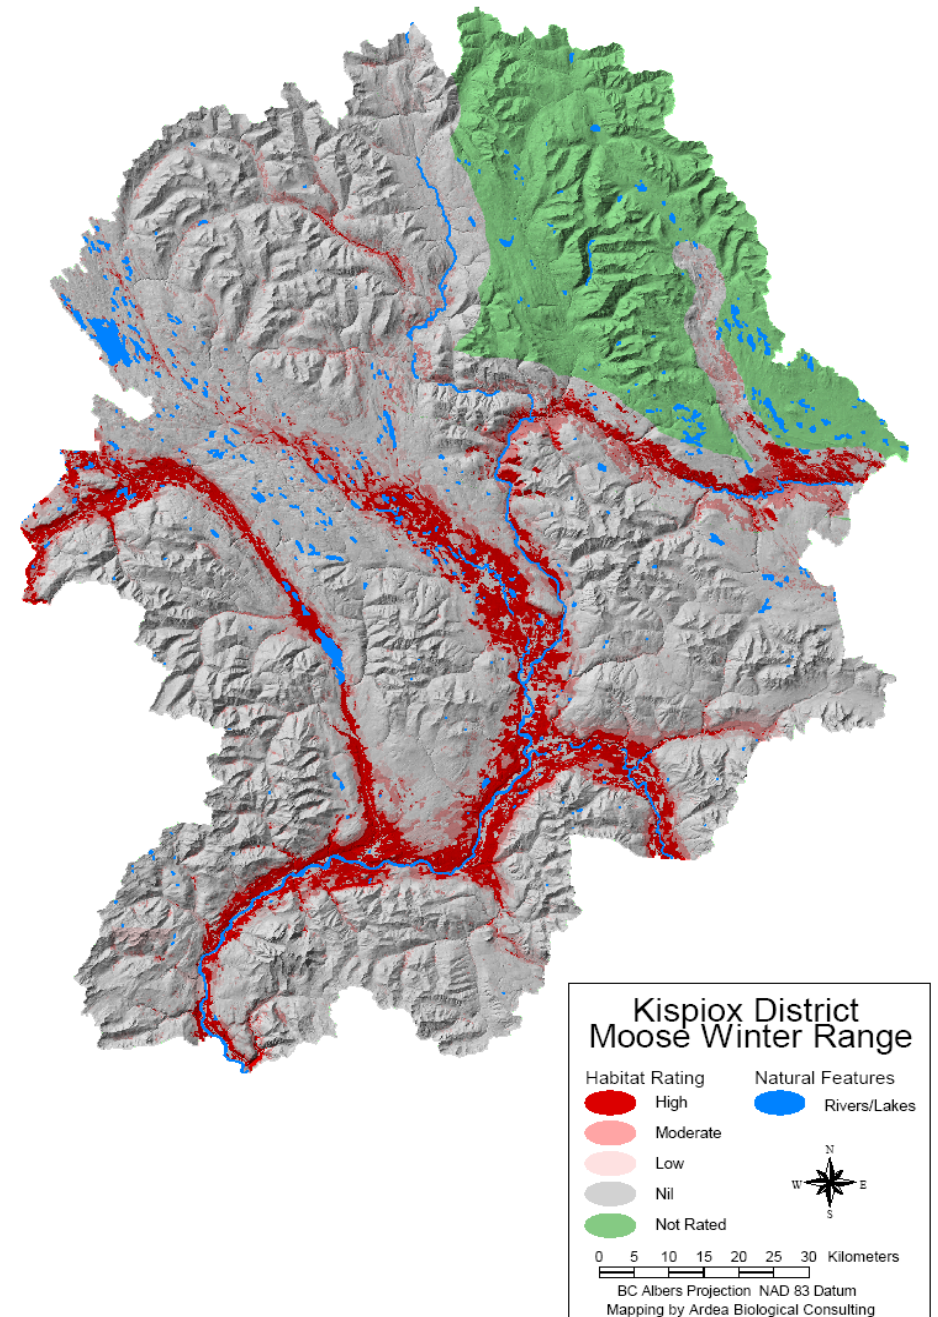 Kispiox District
Moose Winter Range
Habitat Rating
Natural Features
High
Rivers/Lakes
Moderate
Low
Nil
Not Rated
N
W E
S
0 5 10 15 20 25 30 Kilometers
BC Albers Projection NAD 83 Datum
Mapping by Ardea Biological Consulting